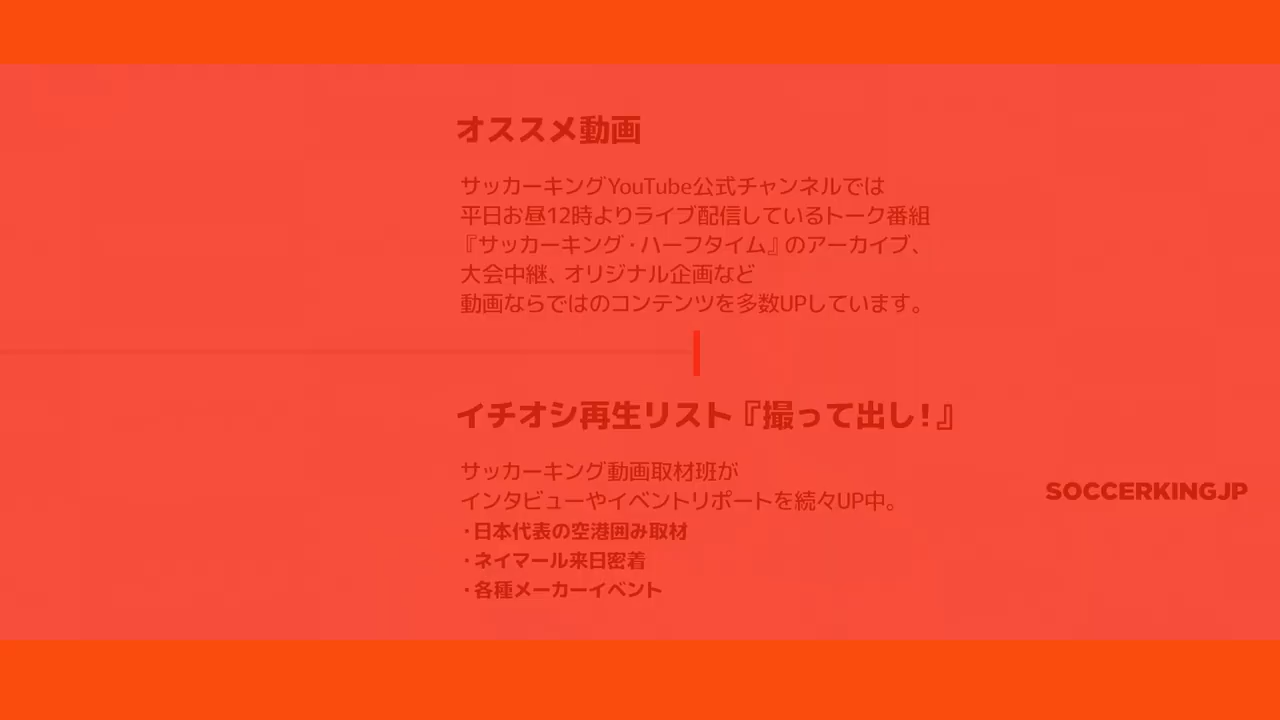 オススメ動画
サッカーキングYouTube公式チャンネルでは
平日お昼12時よりライブ配信しているトーク番組
『サッカーキング・ハーフタイム』のアーカイブ、
大会中継、オリジナル企画など
動画ならではのコンテンツを多数UPしています。
イチオシ再生リスト『撮って出し!』
サッカーキング動画取材班が
インタビューやイベントリポートを続々UP中。
・日本代表の空港囲み取材
・ネイマール来日密着
・各種メーカーイベント
SOCCERKINGJP